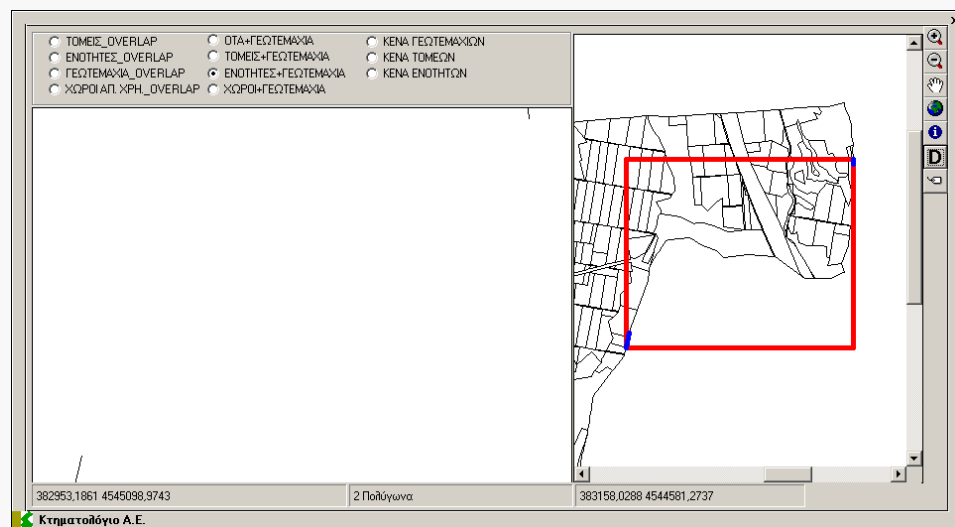 ΤΟΜΕΙΣ_OVERLAP ΟΤΑ+ΓΕΩΤΕΜΑΧΙΑ ΚΕΝΑ ΓΕΩΤΕΜΑΧΙΩΝ
ΕΝΟΤΗΤΕΣ_OVERLAP ΤΟΜΕΙΣ+ΓΕΩΤΕΜΑΧΙΑ ΚΕΝΑ ΤΟΜΕΩΝ
ΓΕΩΤΕΜΑΧΙΑ_OVERLAP ΕΝΟΤΗΤΕΣ+ΓΕΩΤΕΜΑΧΙΑ ΚΕΝΑ ΕΝΟΤΗΤΩΝ
ΧΩΡΟΙ ΑΠ. ΧΡΗ._OVERLAP ΧΩΡΟΙ+ΓΕΩΤΕΜΑΧΙΑ
D
382953,1861 4545098,9743 2 Πολύγωνα 383158,0288 4544581,2737
Κτηματολόγιο Α.Ε.